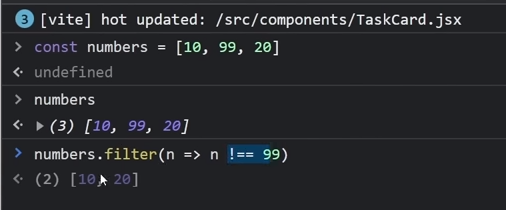 3 [vite] hot updated: /src/components/TaskCard.jsx
> const numbers = [10, 99, 20]
<· undefined
> numbers
<· ▶ (3) [10, 99, 20]
> numbers.filter(n => n !== 99)
<· (2) [10, 20]